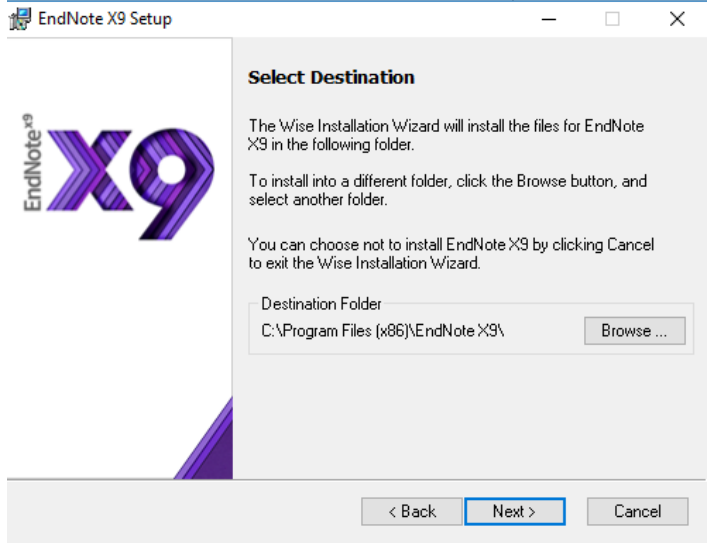 EndNote X9 Setup
EndNote x9
X9
Select Destination
The Wise Installation Wizard will install the files for EndNote
X9 in the following folder.
To install into a different folder, click the Browse button, and
select another folder.
You can choose not to install EndNote X9 by clicking Cancel
to exit the Wise Installation Wizard.
Destination Folder
C:\Program Files (x86)\EndNote X9\
Browse ...
< Back
Next >
Cancel